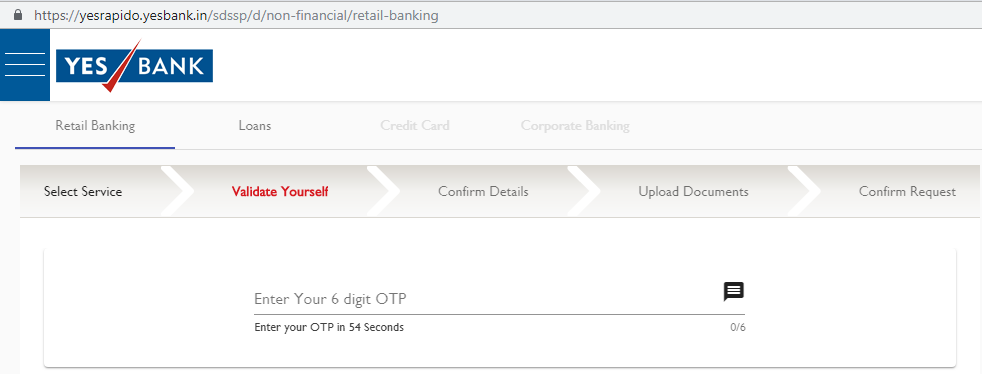 https://yesrapido.yesbank.in/sdssp/d/non-financial/retail-banking
YES BANK
Retail Banking Loans Credit Card Corporate Banking
Select Service Validate Yourself Confirm Details Upload Documents Confirm Request
Enter Your 6 digit OTP
Enter your OTP in 54 Seconds 0/6